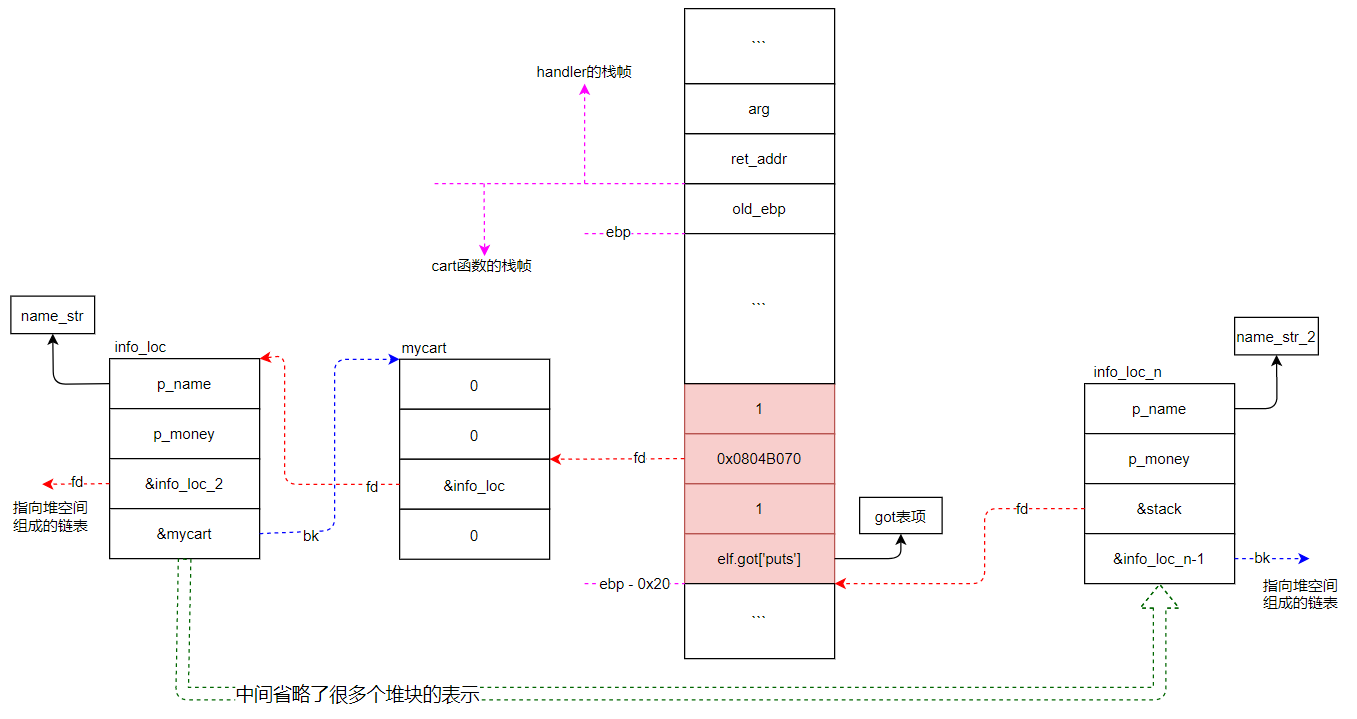 ```
handler的栈帧
arg
ret_addr
old_ebp
ebp
cart函数的栈帧
```
name_str
info_loc
p_name
p_money
&info_loc_2
&mycart
fd
指向堆空间
组成的链表
bk
mycart
0
0
&info_loc
0
fd
1
0x0804B070
1
elf.got['puts']
fd
ebp - 0x20
```
got表项
name_str_2
info_loc_n
p_name
p_money
&stack
&info_loc_n-1
fd
bk
指向堆空间
组成的链表
中间省略了很多个堆块的表示